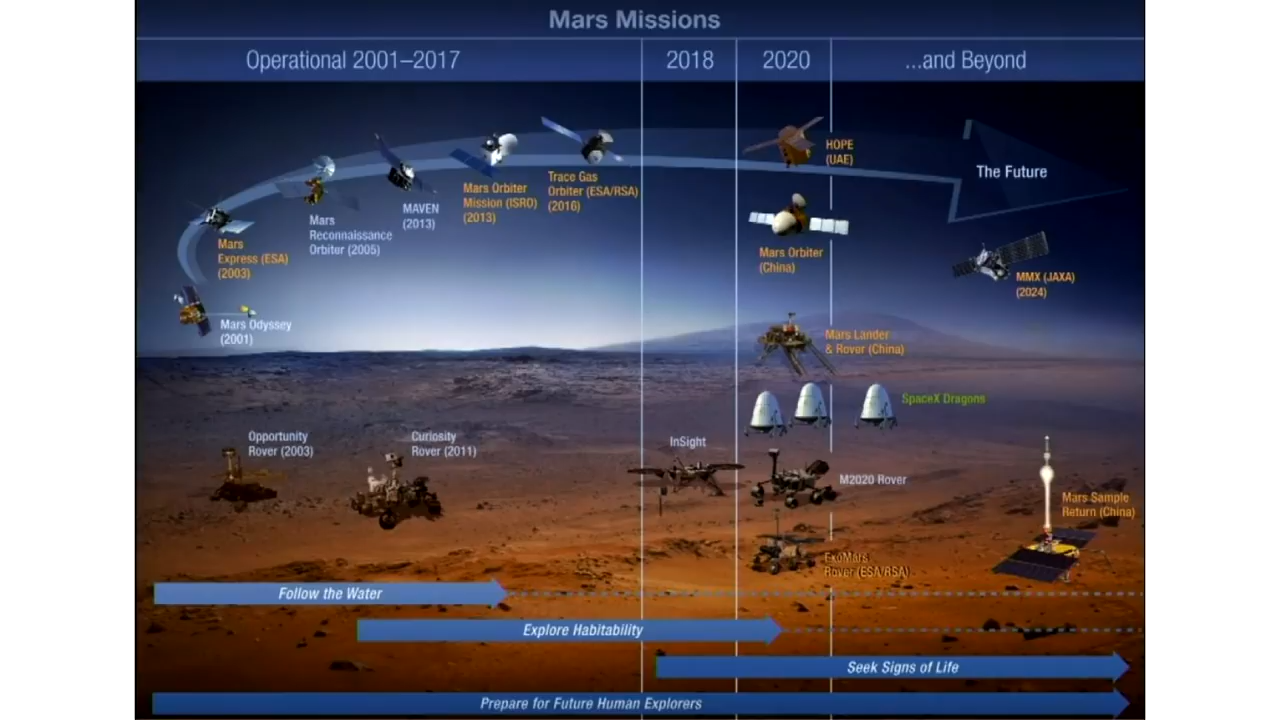 Mars Missions
Operational 2001–2017
2018
2020
...and Beyond
HOPE
(UAE)
The Future
Trace Gas
Orbiter (ESA/RSA)
(2016)
Mars Orbiter
Mission (ISRO)
(2013)
MAVEN
(2013)
Mars
Reconnaissance
Orbiter (2005)
Mars
Express (ESA)
(2003)
Mars Orbiter
(China)
MMX (JAXA)
(2024)
Mars Odyssey
(2001)
Mars Lander
& Rover (China)
SpaceX Dragons
Opportunity
Rover (2003)
Curiosity
Rover (2011)
InSight
M2020 Rover
Mars Sample
Return (China)
ExoMars
Rover (ESA/RSA)
Follow the Water
Explore Habitability
Seek Signs of Life
Prepare for Future Human Explorers